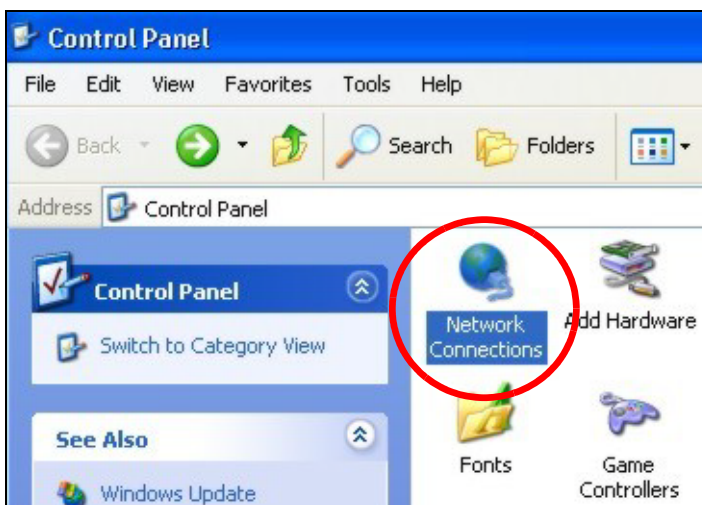 Control Panel
File Edit View Favorites Tools Help
Back Search Folders
Address Control Panel
Control Panel
Switch to Category View
See Also
Windows Update
Network
Connections
Add Hardware
Fonts
Game
Controllers